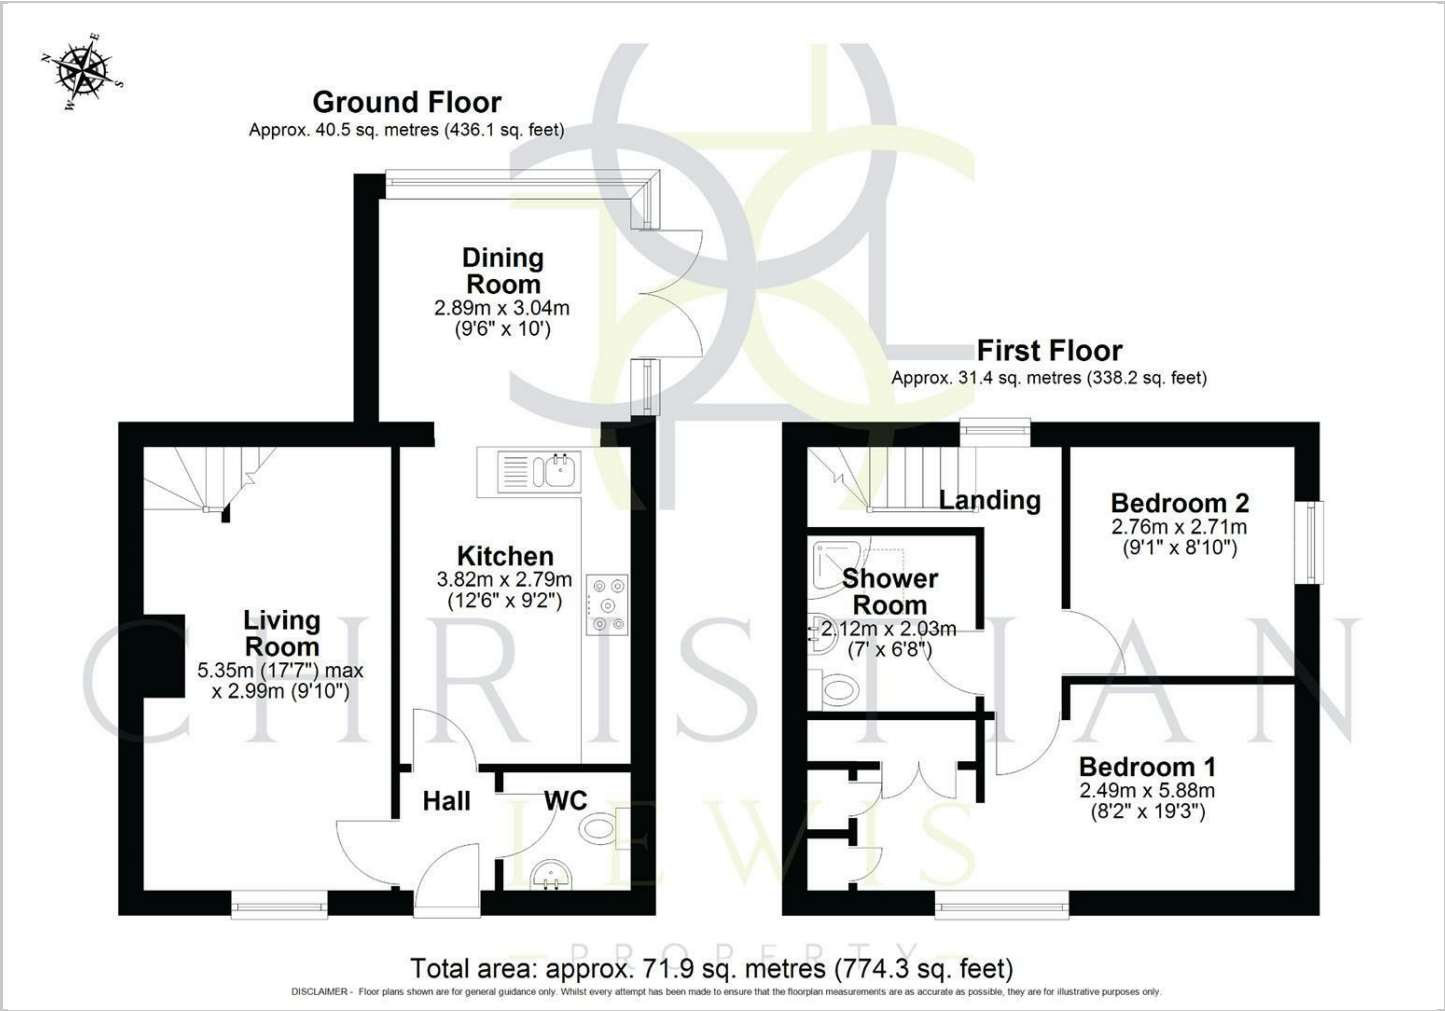 N
E
S
W
Ground Floor
Approx. 40.5 sq. metres (436.1 sq. feet)
Dining
Room
2.89m x 3.04m
(9'6" x 10')
Kitchen
3.82m x 2.79m
(12'6" x 9'2")
Living
Room
5.35m (17'7") max
x 2.99m (9'10")
Hall
WC
First Floor
Approx. 31.4 sq. metres (338.2 sq. feet)
Landing
Bedroom 2
2.76m x 2.71m
(9'1" x 8'10")
Shower
Room
2.12m x 2.03m
(7' x 6'8")
Bedroom 1
2.49m x 5.88m
(8'2" x 19'3")
CHRISTIAN
LEWIS
PROPERTY
Total area: approx. 71.9 sq. metres (774.3 sq. feet)
DISCLAIMER - Floor plans shown are for general guidance only. Whilst every attempt has been made to ensure that the floorplan measurements are as accurate as possible, they are for illustrative purposes only.